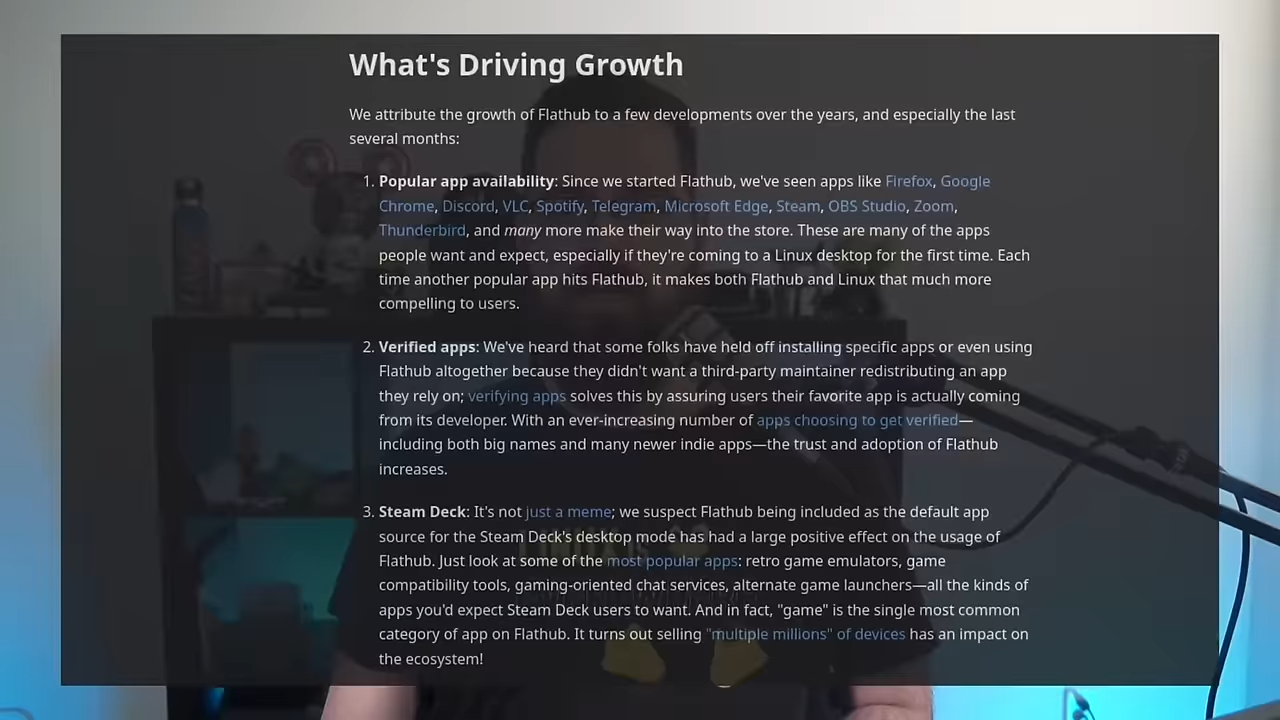 What's Driving Growth
We attribute the growth of Flathub to a few developments over the years, and especially the last
several months:
1. Popular app availability: Since we started Flathub, we've seen apps like Firefox, Google
Chrome, Discord, VLC, Spotify, Telegram, Microsoft Edge, Steam, OBS Studio, Zoom,
Thunderbird, and many more make their way into the store. These are many of the apps
people want and expect, especially if they're coming to a Linux desktop for the first time. Each
time another popular app hits Flathub, it makes both Flathub and Linux that much more
compelling to users.
2. Verified apps: We've heard that some folks have held off installing specific apps or even using
Flathub altogether because they didn't want a third-party maintainer redistributing an app
they rely on; verifying apps solves this by assuring users their favorite app is actually coming
from its developer. With an ever-increasing number of apps choosing to get verified—
including both big names and many newer indie apps—the trust and adoption of Flathub
increases.
3. Steam Deck: It's not just a meme; we suspect Flathub being included as the default app
source for the Steam Deck's desktop mode has had a large positive effect on the usage of
Flathub. Just look at some of the most popular apps: retro game emulators, game
compatibility tools, gaming-oriented chat services, alternate game launchers—all the kinds of
apps you'd expect Steam Deck users to want. And in fact, "game" is the single most common
category of app on Flathub. It turns out selling "multiple millions" of devices has an impact on
the ecosystem!